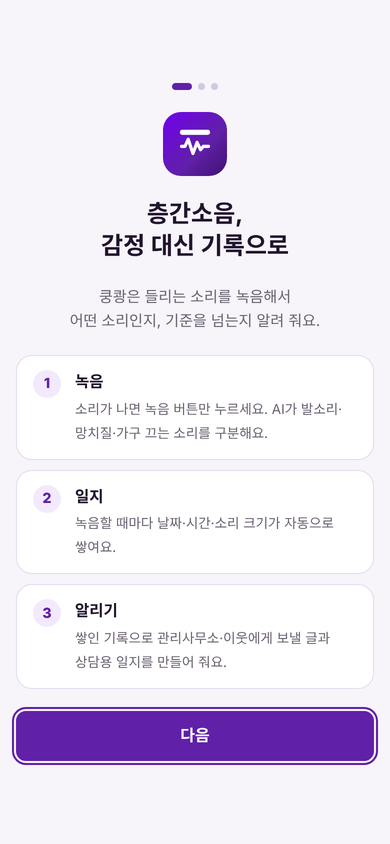 층간소음,
감정 대신 기록으로
쿵쾅은 들리는 소리를 녹음해서
어떤 소리인지, 기준을 넘는지 알려 줘요.
1
녹음
소리가 나면 녹음 버튼만 누르세요. AI가 발소리·
망치질·가구 끄는 소리를 구분해요.
2
일지
녹음할 때마다 날짜·시간·소리 크기가 자동으로
쌓여요.
3
알리기
쌓인 기록으로 관리사무소·이웃에게 보낼 글과
상담용 일지를 만들어 줘요.
다음